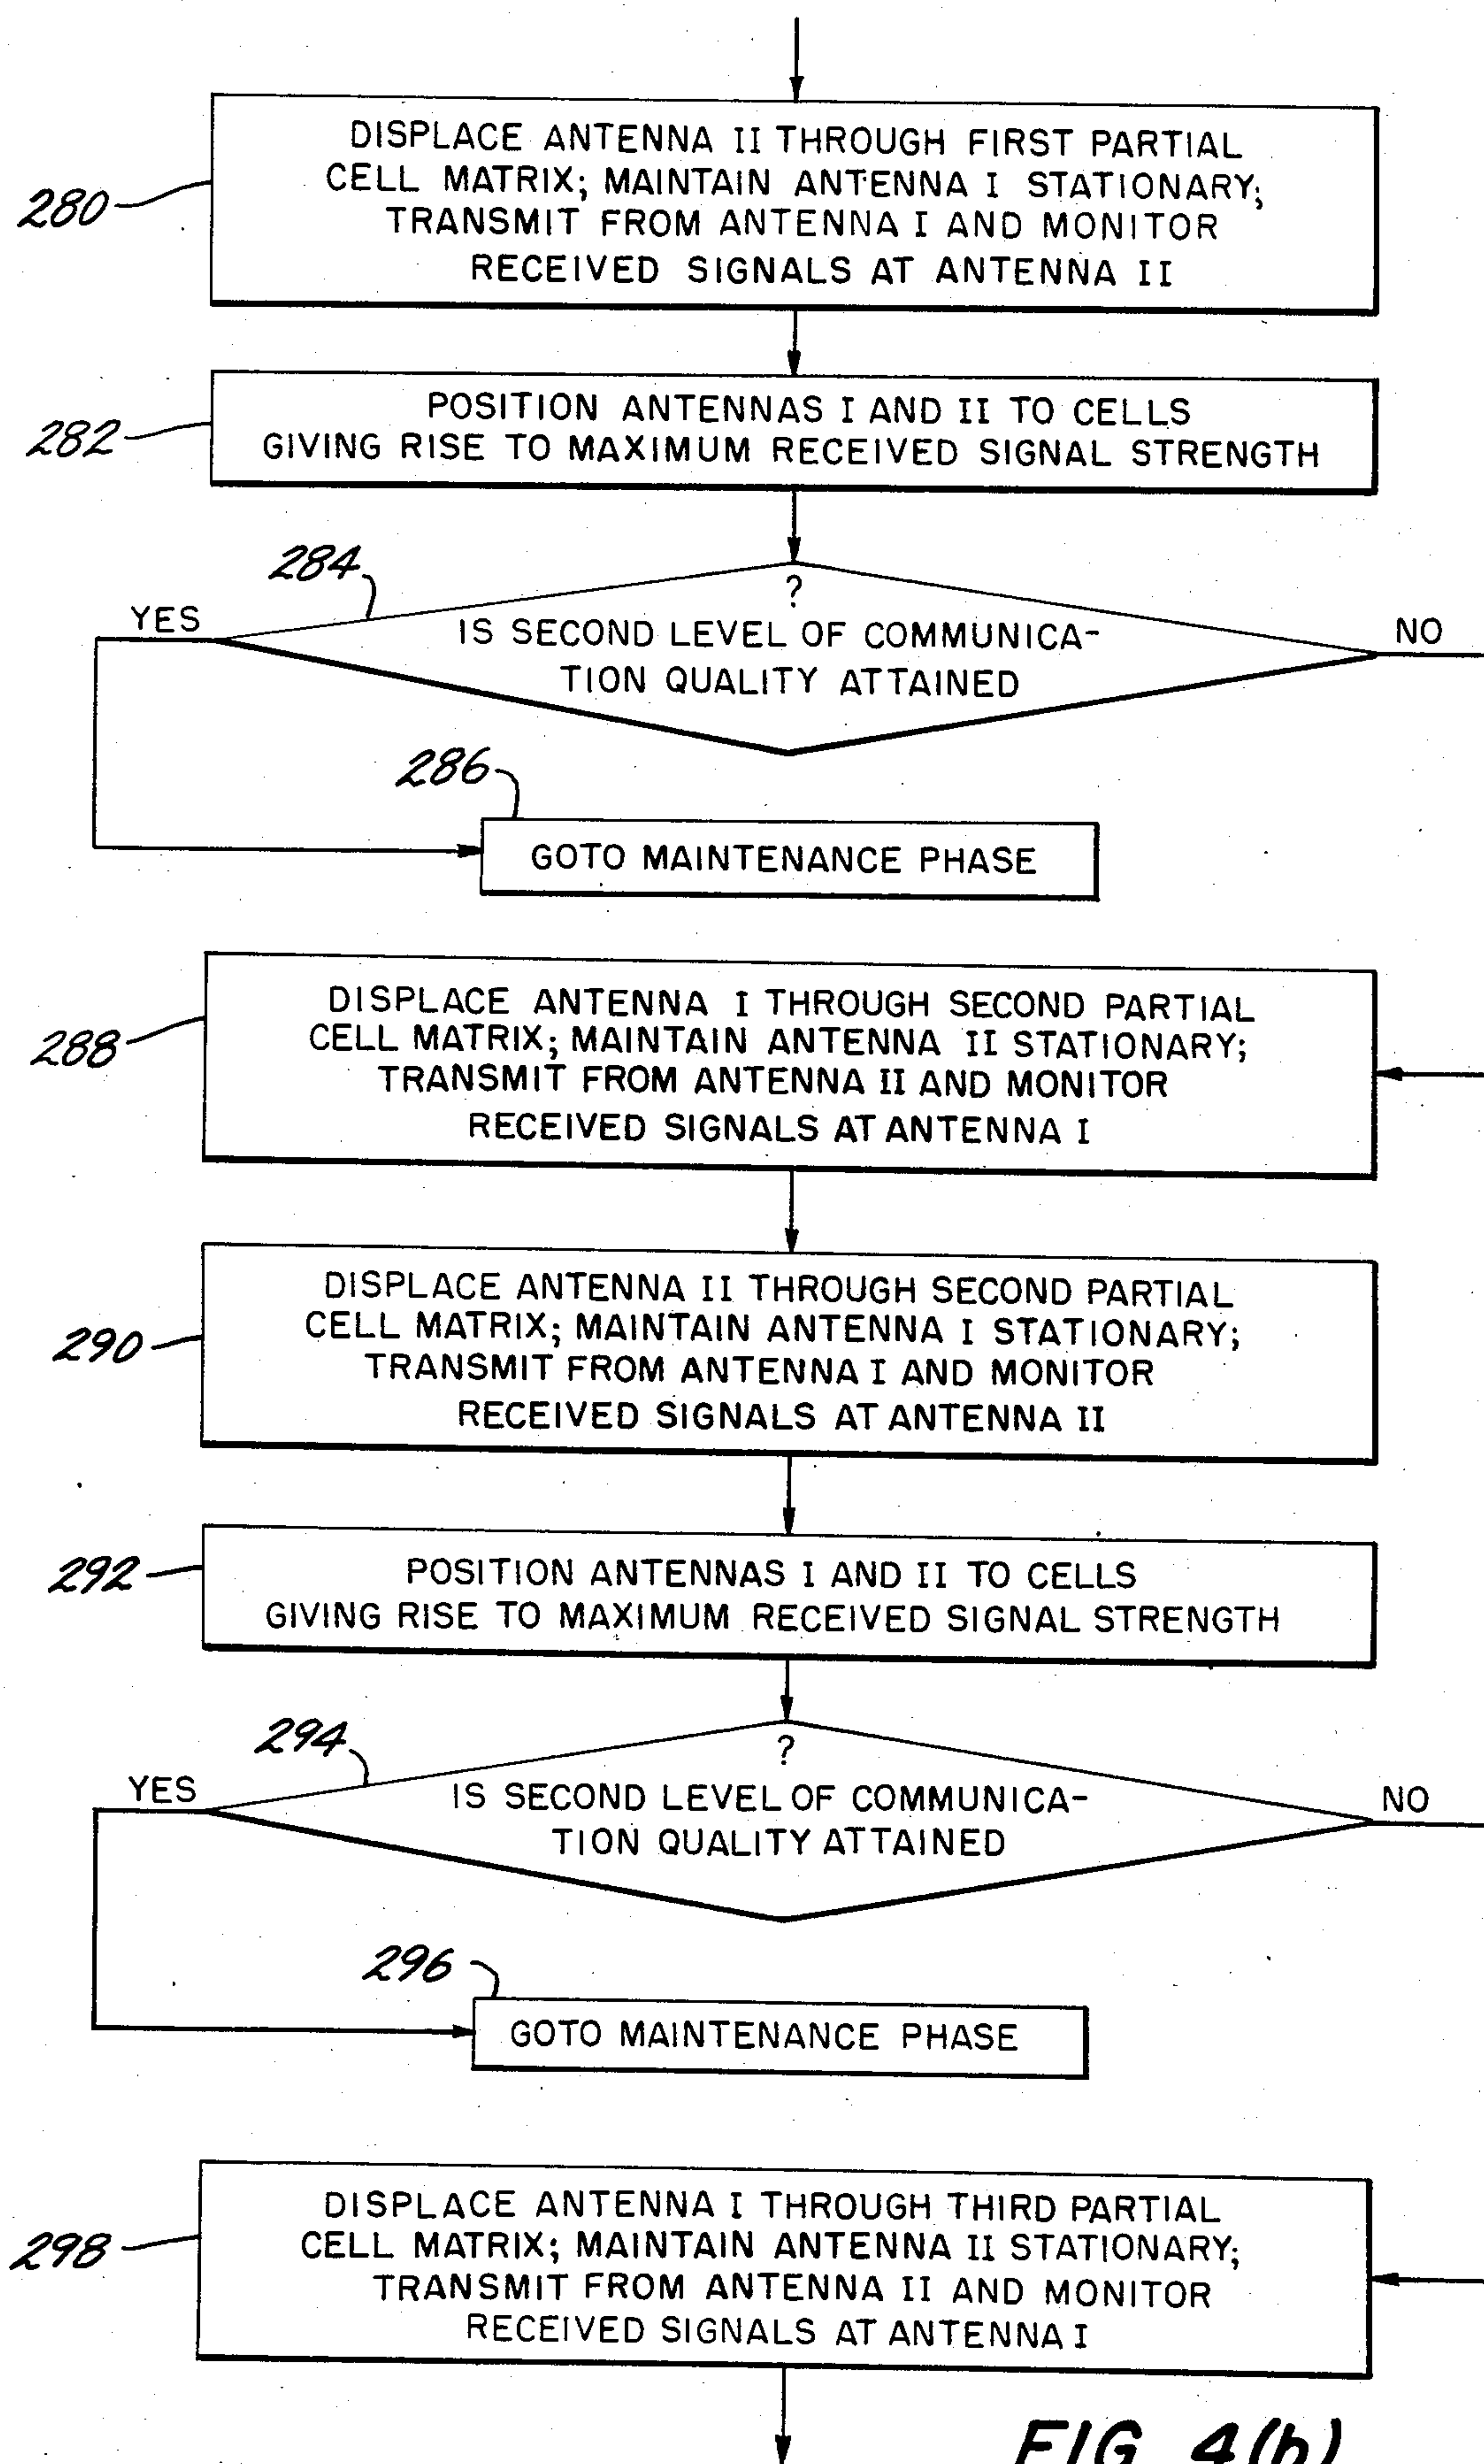 DISPLACE ANTENNA II THROUGH FIRST PARTIAL
CELL MATRIX; MAINTAIN ANTENNA I STATIONARY;
TRANSMIT FROM ANTENNA I AND MONITOR
RECEIVED SIGNALS AT ANTENNA II
280
POSITION ANTENNAS I AND II TO CELLS
GIVING RISE TO MAXIMUM RECEIVED SIGNAL STRENGTH
282
284
?
YES
IS SECOND LEVEL OF COMMUNICA-
TION QUALITY ATTAINED
NO
286
GOTO MAINTENANCE PHASE
DISPLACE ANTENNA I THROUGH SECOND PARTIAL
CELL MATRIX; MAINTAIN ANTENNA II STATIONARY;
TRANSMIT FROM ANTENNA II AND MONITOR
RECEIVED SIGNALS AT ANTENNA I
288
DISPLACE ANTENNA II THROUGH SECOND PARTIAL
CELL MATRIX; MAINTAIN ANTENNA I STATIONARY;
TRANSMIT FROM ANTENNA I AND MONITOR
RECEIVED SIGNALS AT ANTENNA II
290
POSITION ANTENNAS I AND II TO CELLS
GIVING RISE TO MAXIMUM RECEIVED SIGNAL STRENGTH
292
294
?
YES
IS SECOND LEVEL OF COMMUNICA-
TION QUALITY ATTAINED
NO
296
GOTO MAINTENANCE PHASE
DISPLACE ANTENNA I THROUGH THIRD PARTIAL
CELL MATRIX; MAINTAIN ANTENNA II STATIONARY;
TRANSMIT FROM ANTENNA II AND MONITOR
RECEIVED SIGNALS AT ANTENNA I
298
FIG 4(b)